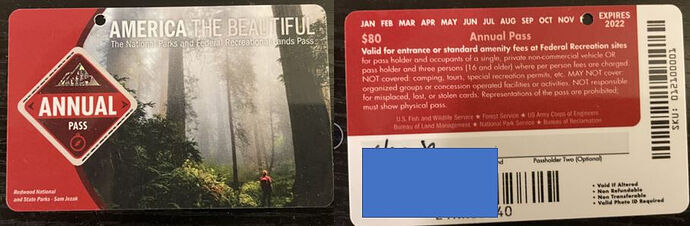 AMERICA THE BEAUTIFUL
The National Parks and Federal Recreational Lands Pass
ANNUAL
PASS
Redwood National
and State Parks - Sam Jezak
JAN FEB MAR APR MAY JUN JUL AUG SEP OCT NOV
EXPIRES
2022
$80
Annual Pass
Valid for entrance or standard amenity fees at Federal Recreation sites
for pass holder and occupants of a single, private non-commercial vehicle OR
pass holder and three persons (16 and older) where per person fees are charged
NOT covered: camping, tours, special recreation permits, etc. MAY NOT cover:
organized groups or concession operated facilities or activities. NOT responsible
for misplaced, lost, or stolen cards. Representations of the pass are prohibited;
must show physical pass.
U.S. Fish and Wildlife Service ★ Forest Service ★ US Army Corps of Engineers
Bureau of Land Management ★ National Park Service ★ Bureau of Reclamation
SKU: 012100001
Passholder Two (Optional)
• Void if Altered
• Non Refundable
• Non Transferable
• Valid Photo ID Required
40